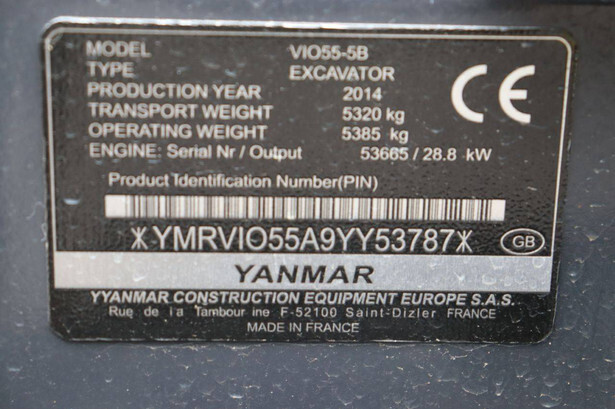 MODEL VIO55-5B
TYPE EXCAVATOR
PRODUCTION YEAR 2014
TRANSPORT WEIGHT 5320 kg
OPERATING WEIGHT 5385 kg
ENGINE: Serial Nr / Output 53665 / 28.8 kW
CE
Product Identification Number(PIN)
*YMRVIO55A9YY53787*
GB
YANMAR
YYANMAR CONSTRUCTION EQUIPMENT EUROPE S.A.S.
Rue de la Tambour ine F-52100 Saint-Dizler FRANCE
MADE IN FRANCE